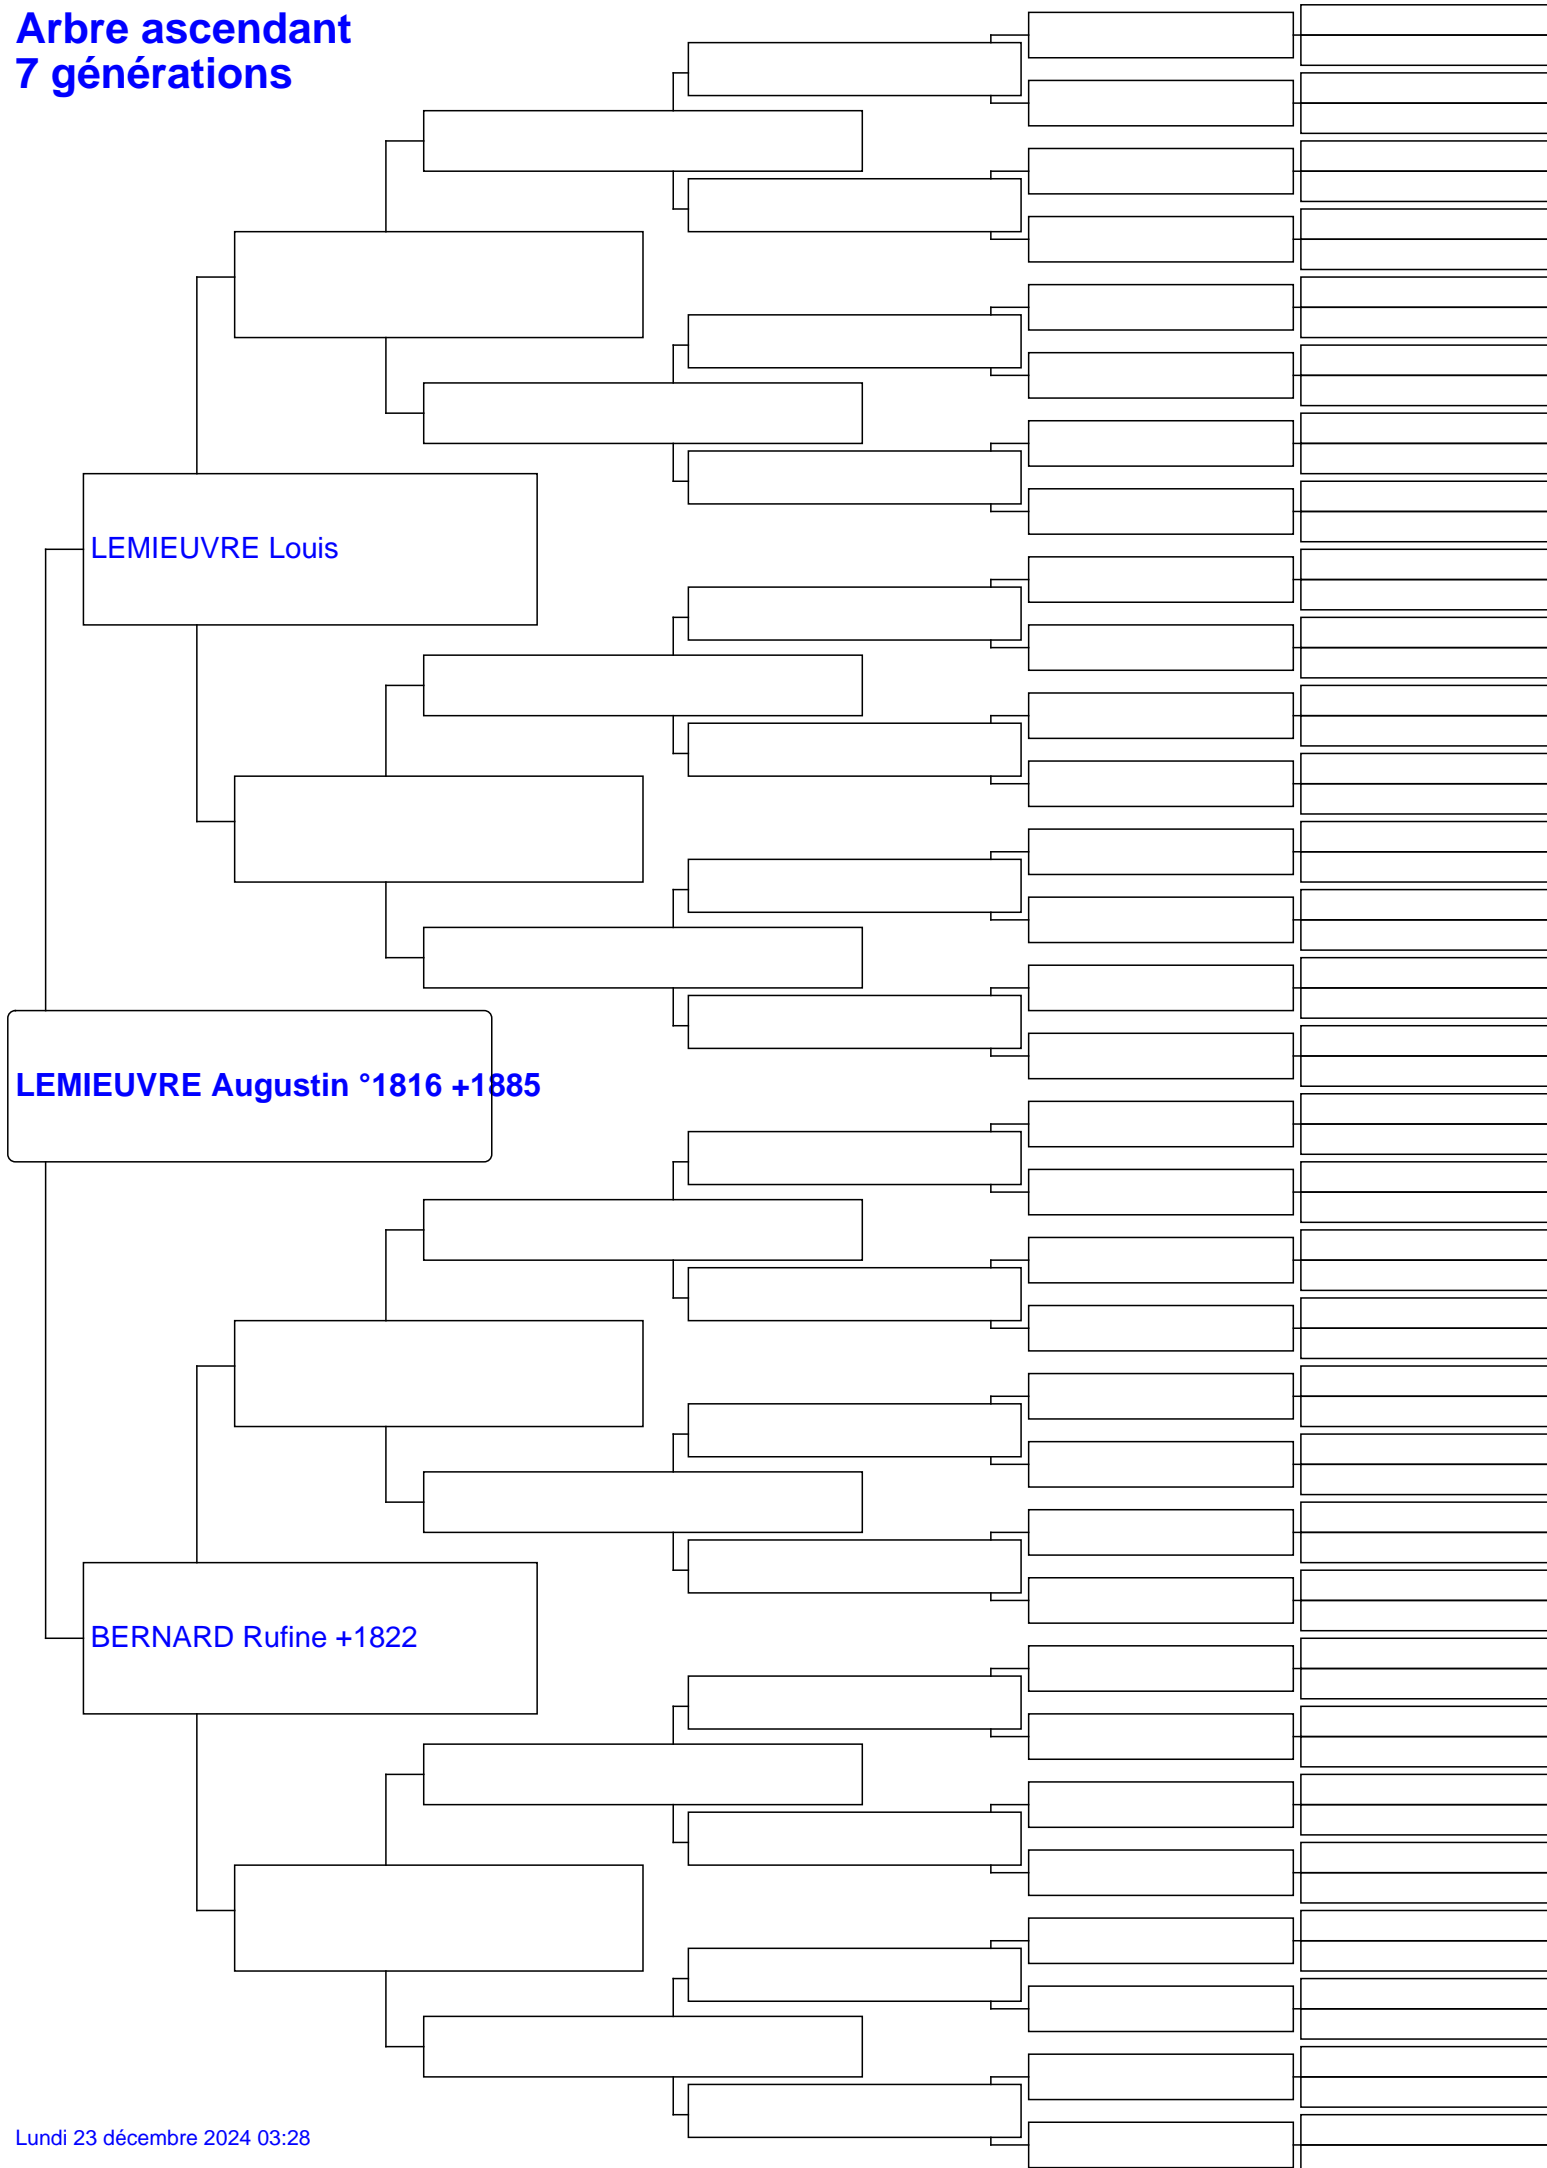 Arbre ascendant
7 générations
LEMIEUVRE Louis
LEMIEUVRE Augustin °1816 +1885
BERNARD Rufine +1822
Lundi 23 décembre 2024 03:28